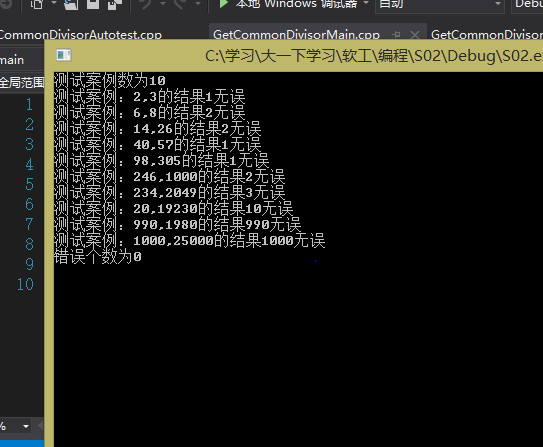 本地 Windows 调试器 自动 Debu
CommonDivisorAutotest.cpp GetCommonDivisorMain.cpp GetCommonDivisor
main
全局范围
C:\学习\大一下学习\软工\编程\S02\Debug\S02.e
测试案例数为10
测试案例：2,3的结果1无误
测试案例：6,8的结果2无误
测试案例：14,26的结果2无误
测试案例：40,57的结果1无误
测试案例：98,305的结果1无误
测试案例：246,1000的结果2无误
测试案例：234,2049的结果3无误
测试案例：20,19230的结果10无误
测试案例：990,1980的结果990无误
测试案例：1000,25000的结果1000无误
错误个数为0
1
2
3
4
5
6
7
8
9
10
%